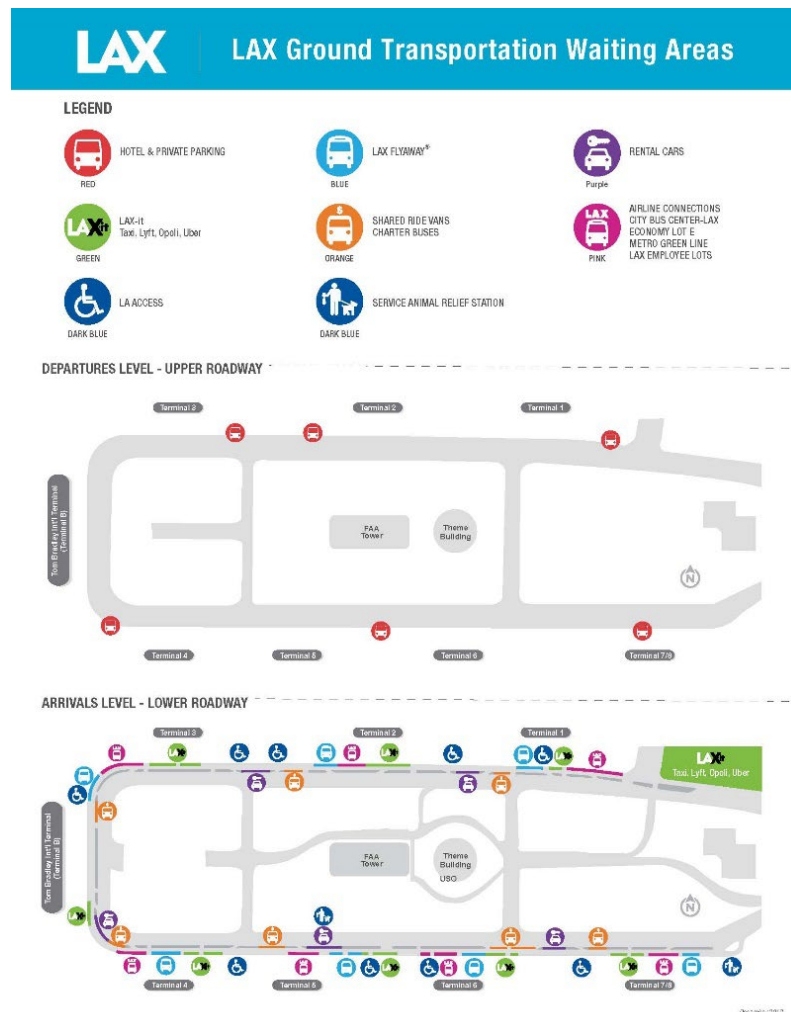 LAX
LAX Ground Transportation Waiting Areas
LEGEND
HOTEL & PRIVATE PARKING
RED
LAX FLYAWAY®
BLUE
RENTAL CARS
Purple
LAXit
LAX-it
Taxi, Lyft, Opoli, Uber
GREEN
SHARED RIDE VANS
CHARTER BUSES
ORANGE
LAX
AIRLINE CONNECTIONS
CITY BUS CENTER-LAX
ECONOMY LOT E
METRO GREEN LINE
LAX EMPLOYEE LOTS
PINK
LA ACCESS
DARK BLUE
SERVICE ANIMAL RELIEF STATION
DARK BLUE
DEPARTURES LEVEL - UPPER ROADWAY
Terminal 3
Terminal 2
Terminal 1
Tom Bradley Int'l Terminal
(Terminal B)
FAA
Tower
Theme
Building
N
Terminal 4
Terminal 5
Terminal 6
Terminal 7/8
ARRIVALS LEVEL - LOWER ROADWAY
Terminal 3
Terminal 2
Terminal 1
LAXit
Taxi, Lyft, Opoli, Uber
Tom Bradley Int'l Terminal
(Terminal B)
FAA
Tower
Theme
Building
USO
N
Terminal 4
Terminal 5
Terminal 6
Terminal 7/8